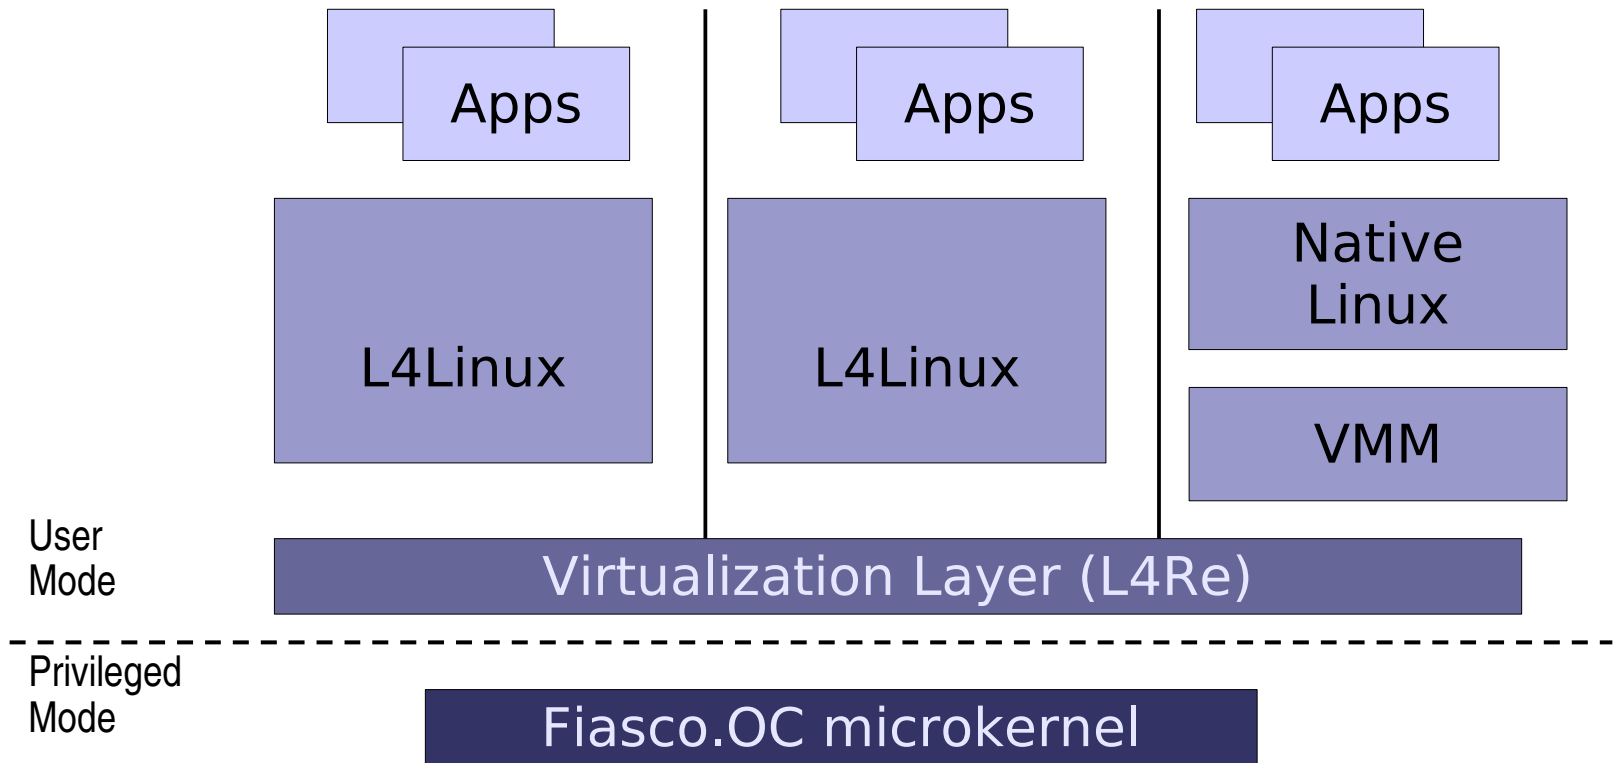 Apps
Apps
Apps
Native
Linux
L4Linux
L4Linux
VMM
User
Mode
Virtualization Layer (L4Re)
Privileged
Mode
Fiasco.OC microkernel